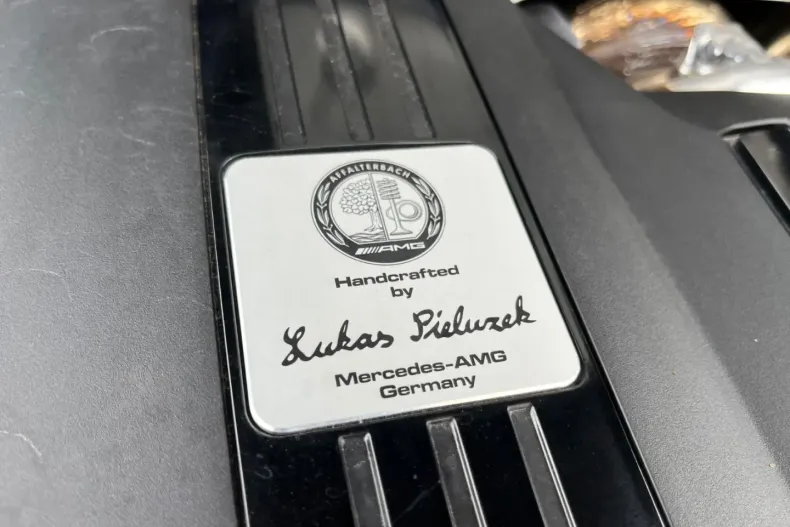 AFFALTERBACH
AMG
Handcrafted
by
Lukas Pieluzek
Mercedes-AMG
Germany